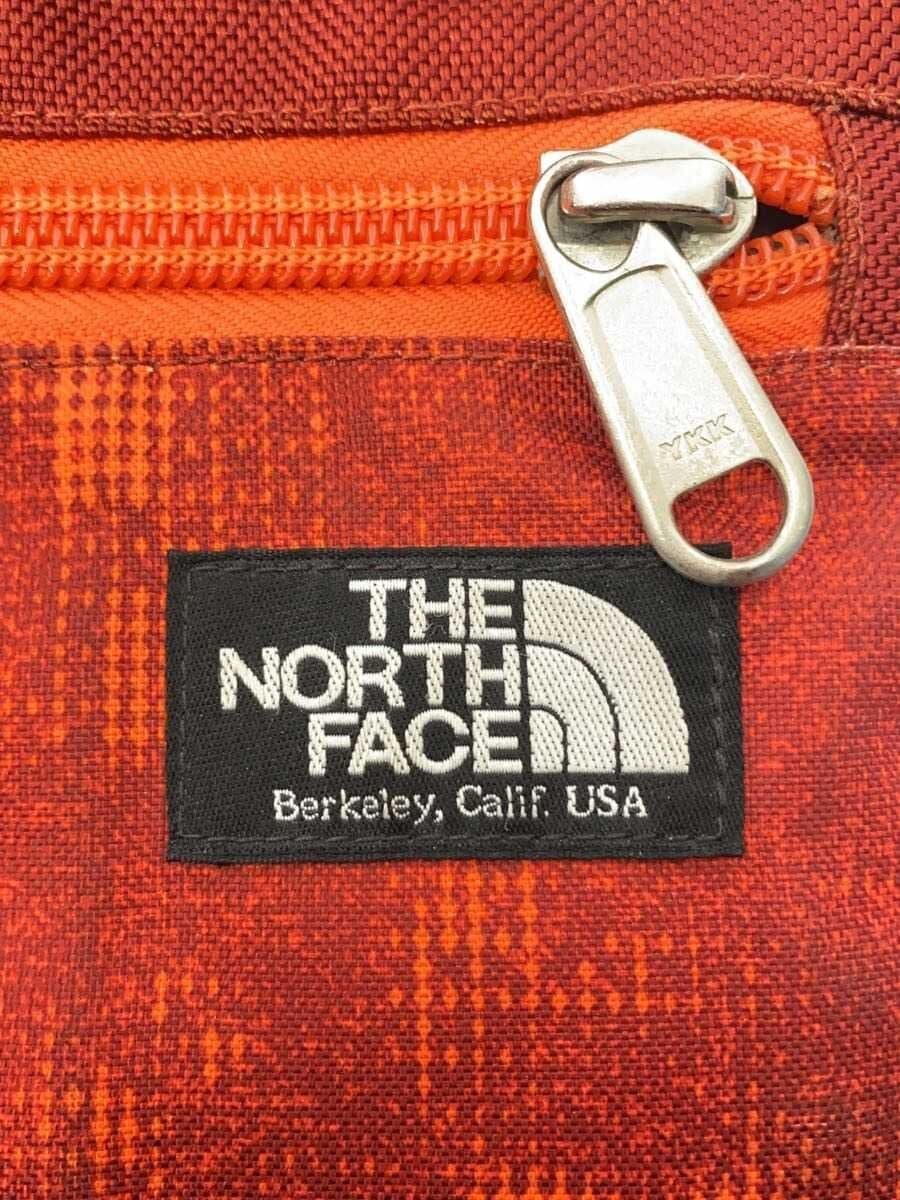 YKK
THE
NORTH
FACE
Berkeley, Calif. USA